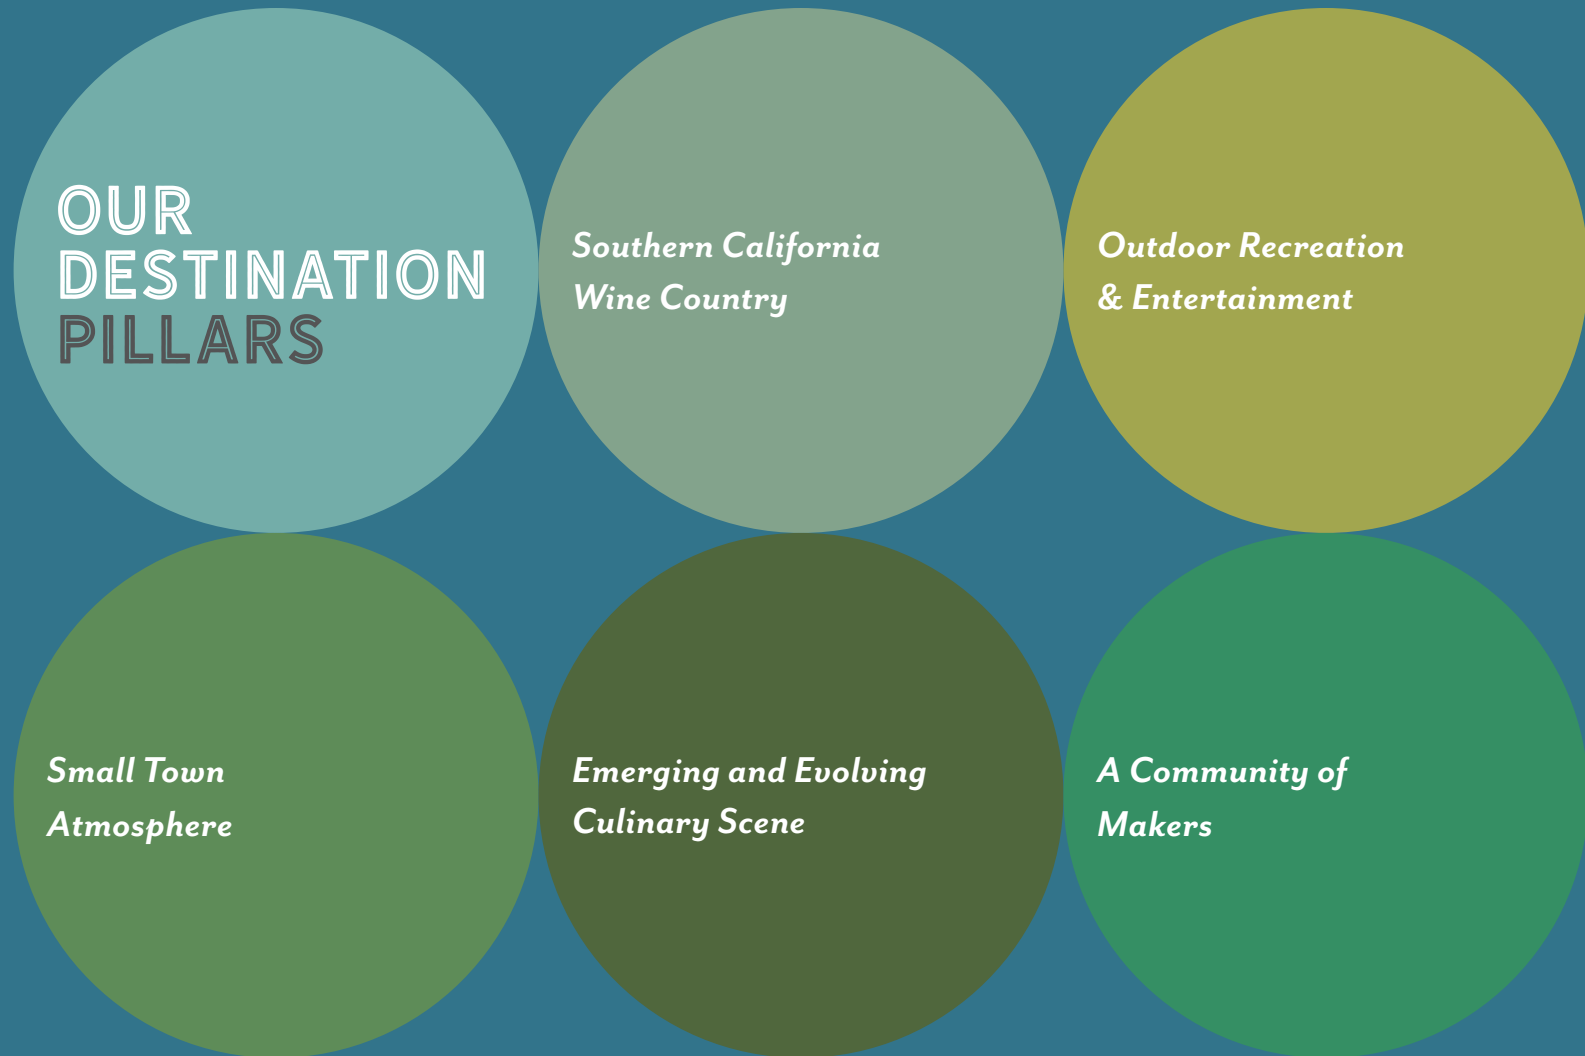 OUR
DESTINATION
PILLARS
Southern California
Wine Country
Outdoor Recreation
& Entertainment
Small Town
Atmosphere
Emerging and Evolving
Culinary Scene
A Community of
Makers